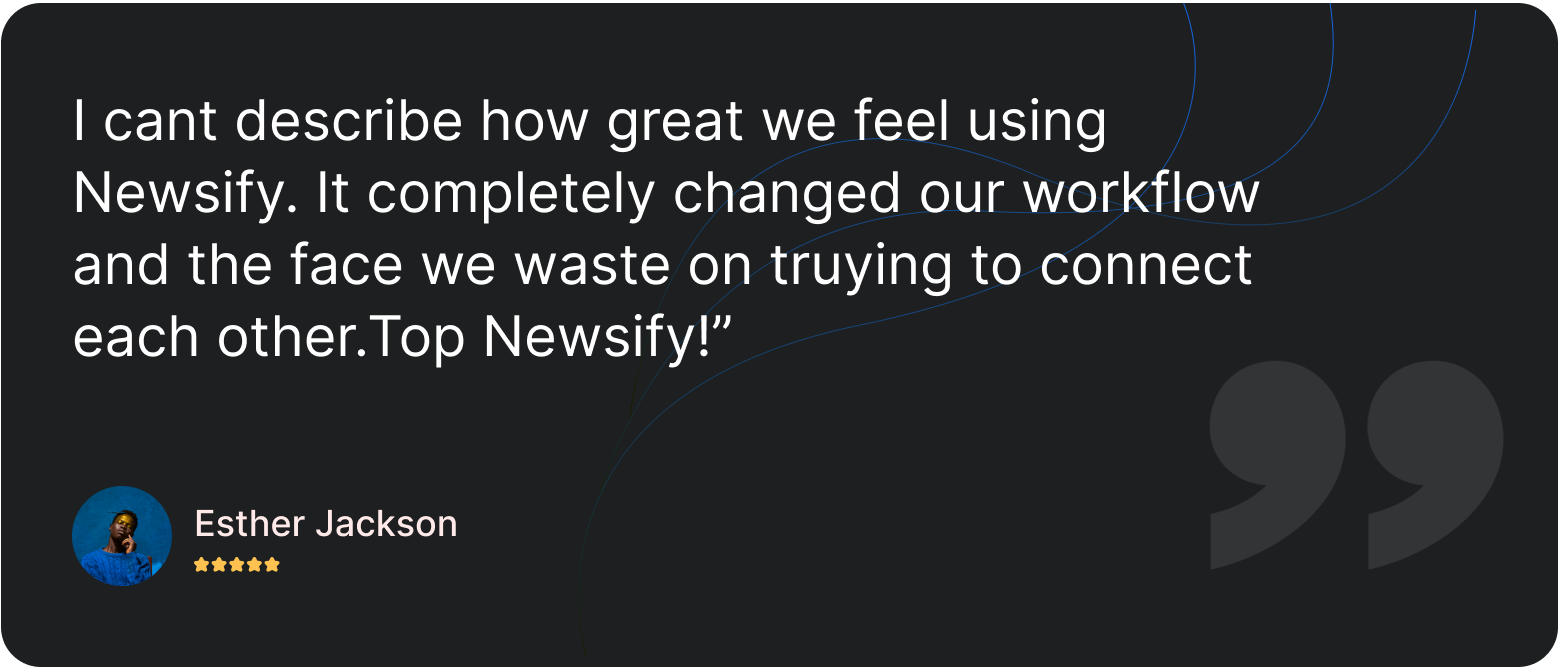 I cant describe how great we feel using
Newsify. It completely changed our workflow
and the face we waste on truying to connect
each other.Top Newsify!”
Esther Jackson